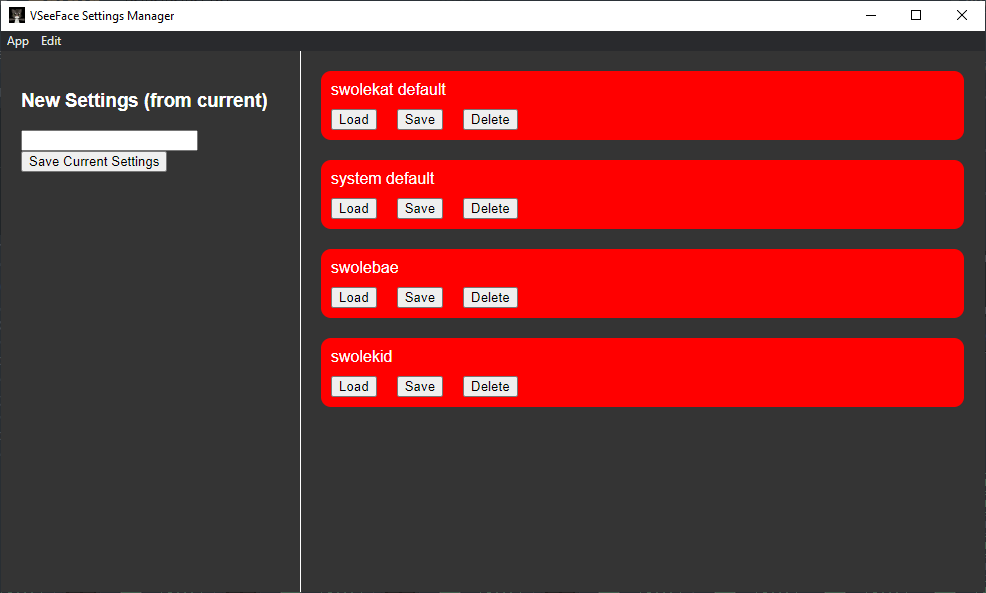 VSeeFace Settings Manager
App Edit
New Settings (from current)
Save Current Settings
swolekat default
Load Save Delete
system default
Load Save Delete
swolebae
Load Save Delete
swolekid
Load Save Delete